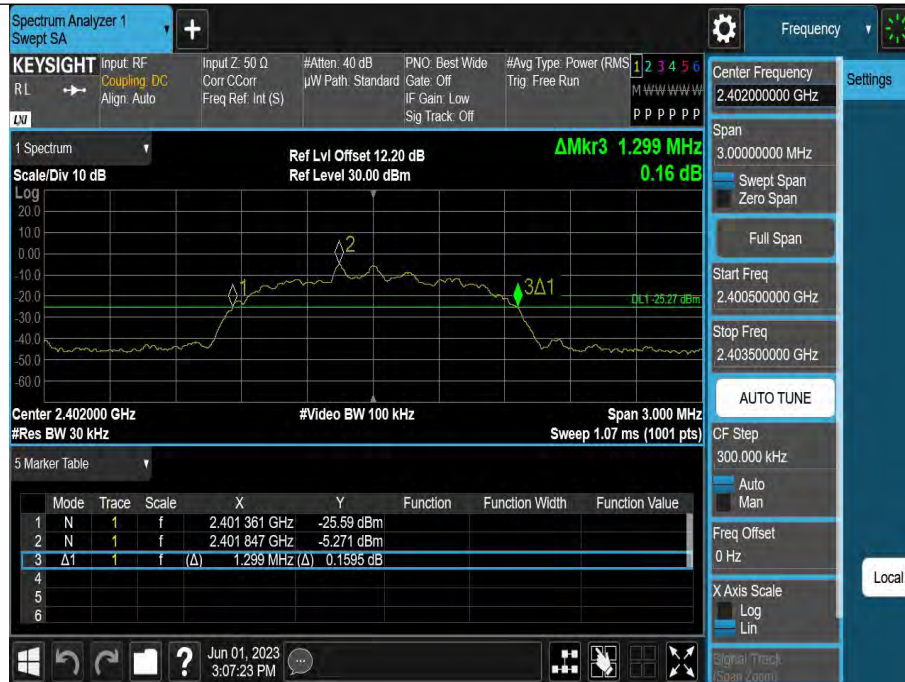 Spectrum Analyzer 1
Swept SA
+
Frequency
KEYSIGHT
RL
LXI
Input: RF
Coupling: DC
Align: Auto
Input Z: 50 Ω
Corr CCorr
Freq Ref: Int (S)
#Atten: 40 dB
µW Path: Standard
PNO: Best Wide
Gate: Off
IF Gain: Low
Sig Track: Off
#Avg Type: Power (RMS
Trig: Free Run
1 2 3 4 5 6
M W W W W W
P P P P P P
1 Spectrum
Scale/Div 10 dB
Ref Lvl Offset 12.20 dB
Ref Level 30.00 dBm
ΔMkr3 1.299 MHz
0.16 dB
Log
20.0
10.0
0.00
-10.0
-20.0
-30.0
-40.0
-50.0
-60.0
1
2
3Δ1
DL1 -25.27 dBm
Center 2.402000 GHz
#Video BW 100 kHz
Span 3.000 MHz
#Res BW 30 kHz
Sweep 1.07 ms (1001 pts)
5 Marker Table
Mode Trace Scale X Y Function Function Width Function Value
1 N 1 f 2.401 361 GHz -25.59 dBm
2 N 1 f 2.401 847 GHz -5.271 dBm
3 Δ1 1 f (Δ) 1.299 MHz (Δ) 0.1595 dB
4
5
6
Jun 01, 2023
3:07:23 PM
?
Center Frequency
2.402000000 GHz
Settings
Span
3.00000000 MHz
Swept Span
Zero Span
Full Span
Start Freq
2.400500000 GHz
Stop Freq
2.403500000 GHz
AUTO TUNE
CF Step
300.000 kHz
Auto
Man
Freq Offset
0 Hz
Local
X Axis Scale
Log
Lin
Signal Track
(Span Zoom)